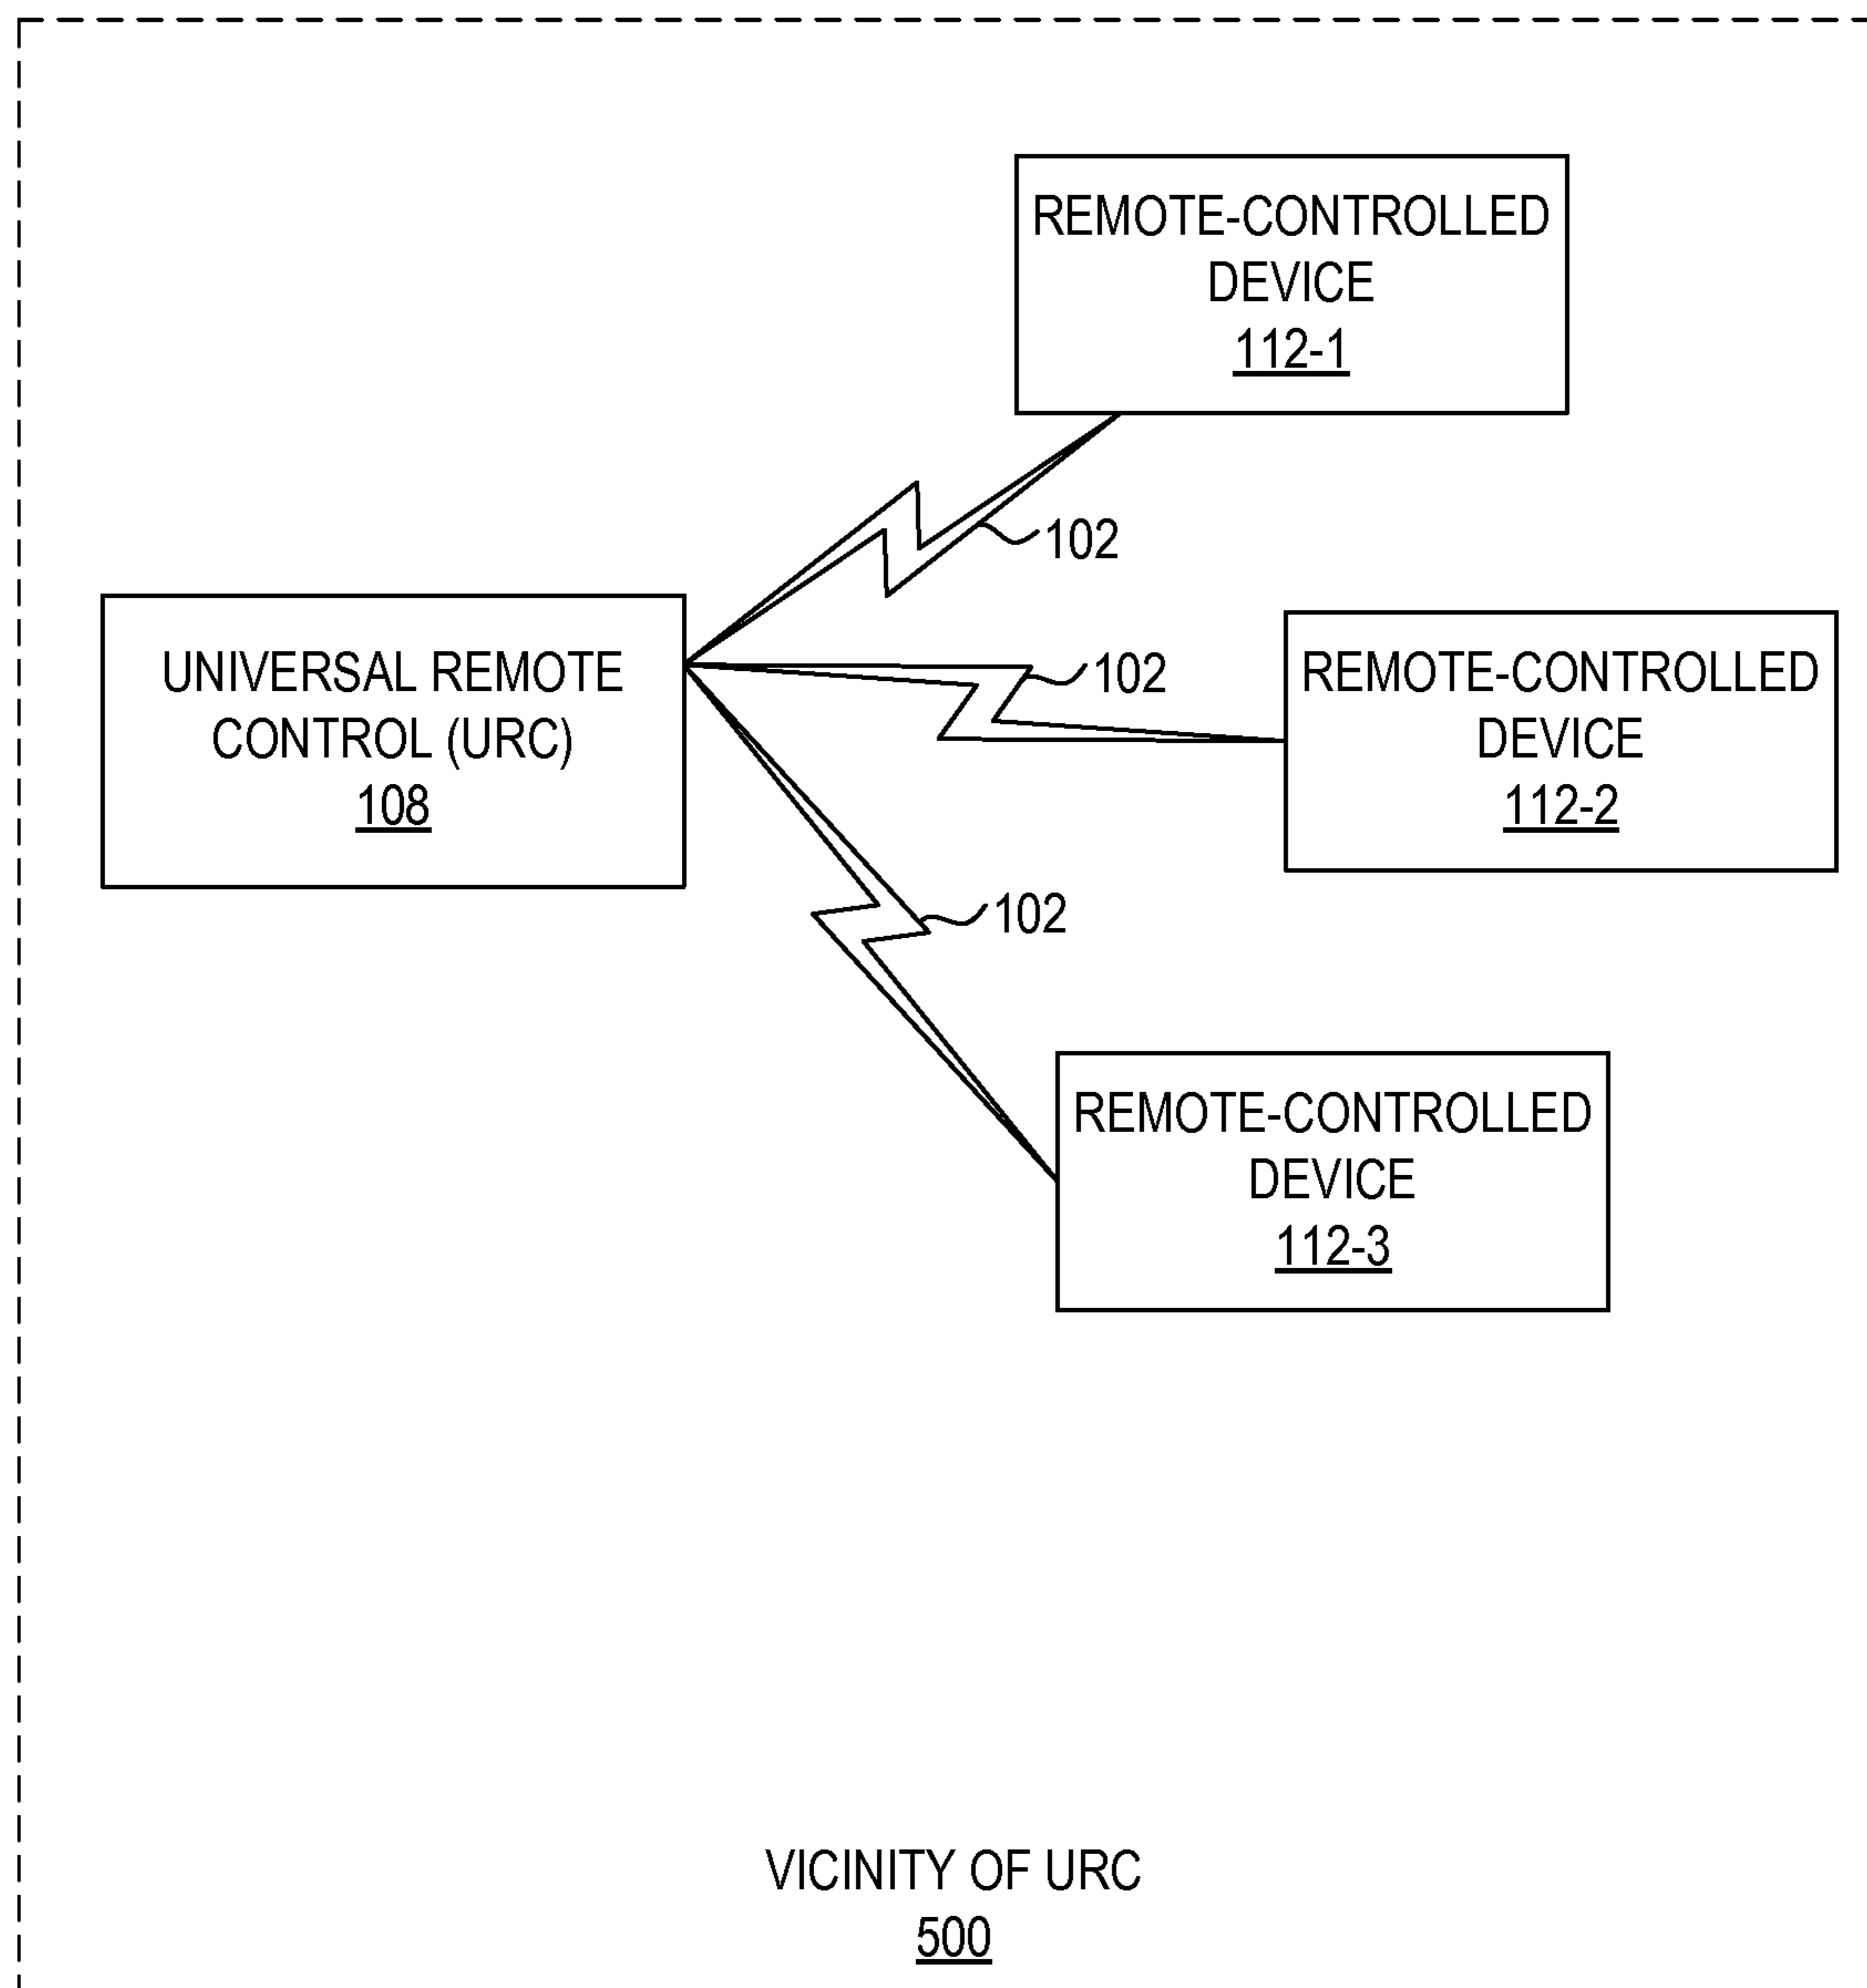 REMOTE-CONTROLLED
DEVICE
112-1
102
UNIVERSAL REMOTE
CONTROL (URC)
108
102
REMOTE-CONTROLLED
DEVICE
112-2
102
REMOTE-CONTROLLED
DEVICE
112-3
VICINITY OF URC
500